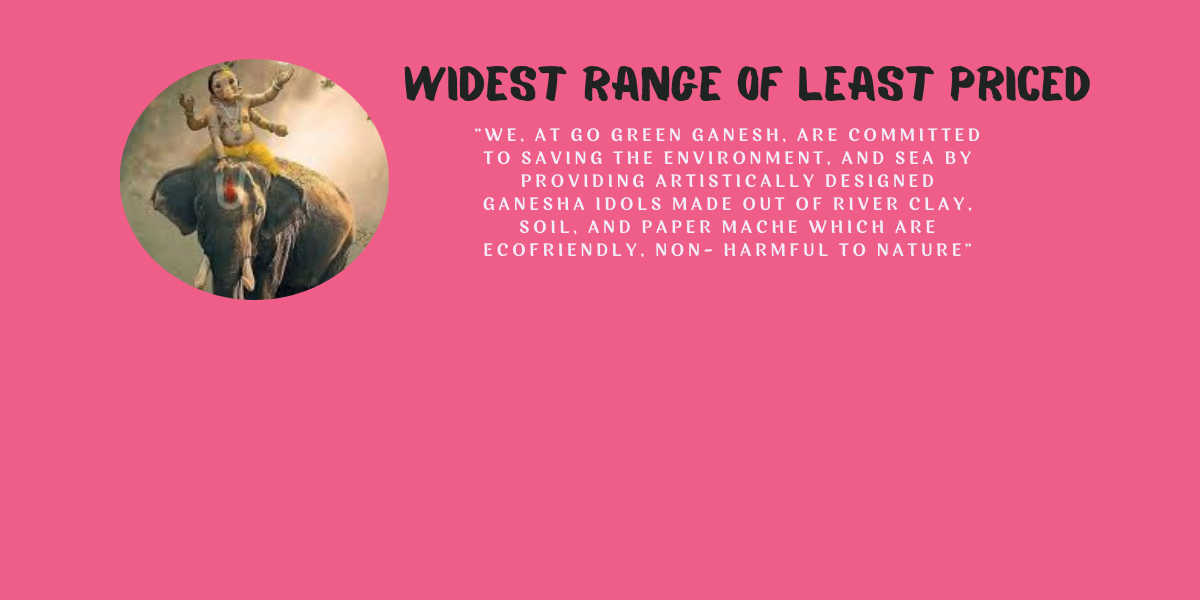 WIDEST RANGE OF LEAST PRICED
"WE, AT GO GREEN GANESH, ARE COMMITTED
TO SAVING THE ENVIRONMENT, AND SEA BY
PROVIDING ARTISTICALLY DESIGNED
GANESHA IDOLS MADE OUT OF RIVER CLAY,
SOIL, AND PAPER MACHE WHICH ARE
ECOFRIENDLY, NON- HARMFUL TO NATURE"